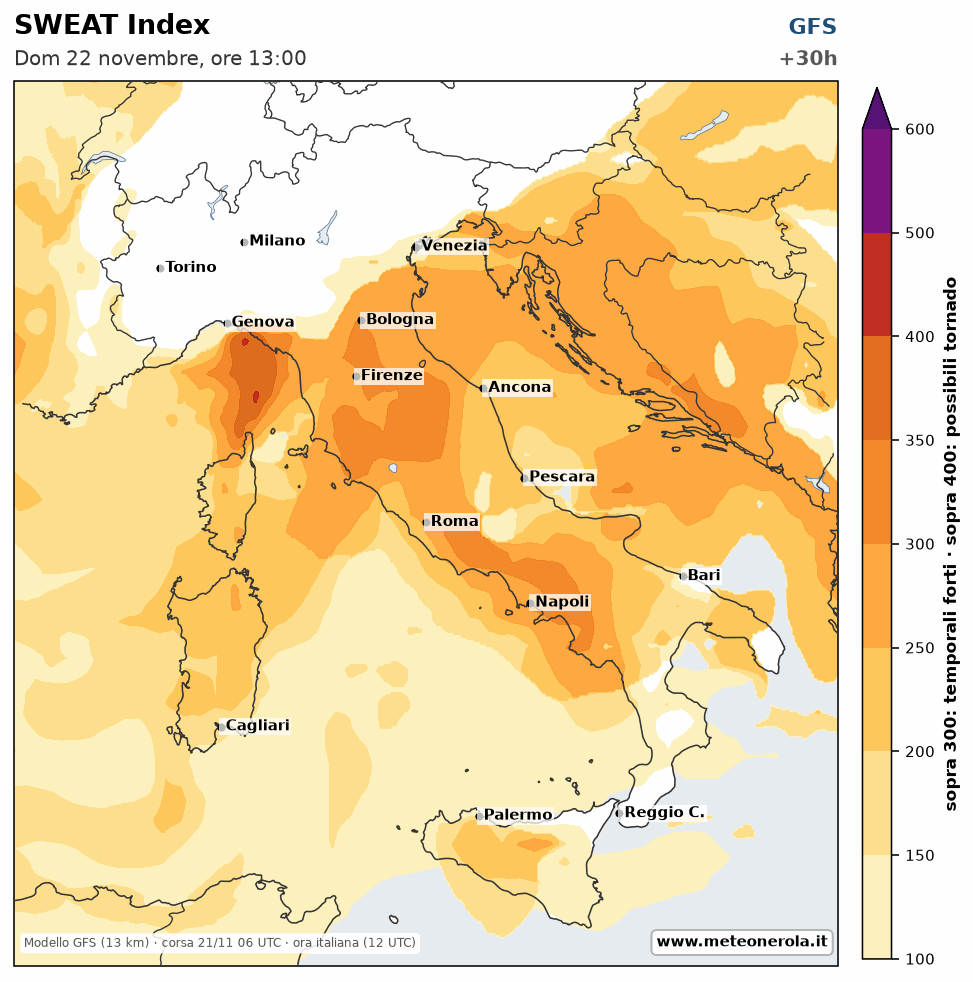 SWEAT Index
GFS
Dom 22 novembre, ore 13:00
+30h
Milano
Venezia
Torino
Genova
Bologna
Firenze
Ancona
Pescara
Roma
Bari
Napoli
Cagliari
Palermo
Reggio C.
600
500
400
350
300
250
200
150
100
sopra 300: temporali forti · sopra 400: possibili tornado
Modello GFS (13 km) · corsa 21/11 06 UTC · ora italiana (12 UTC)
www.meteonerola.it